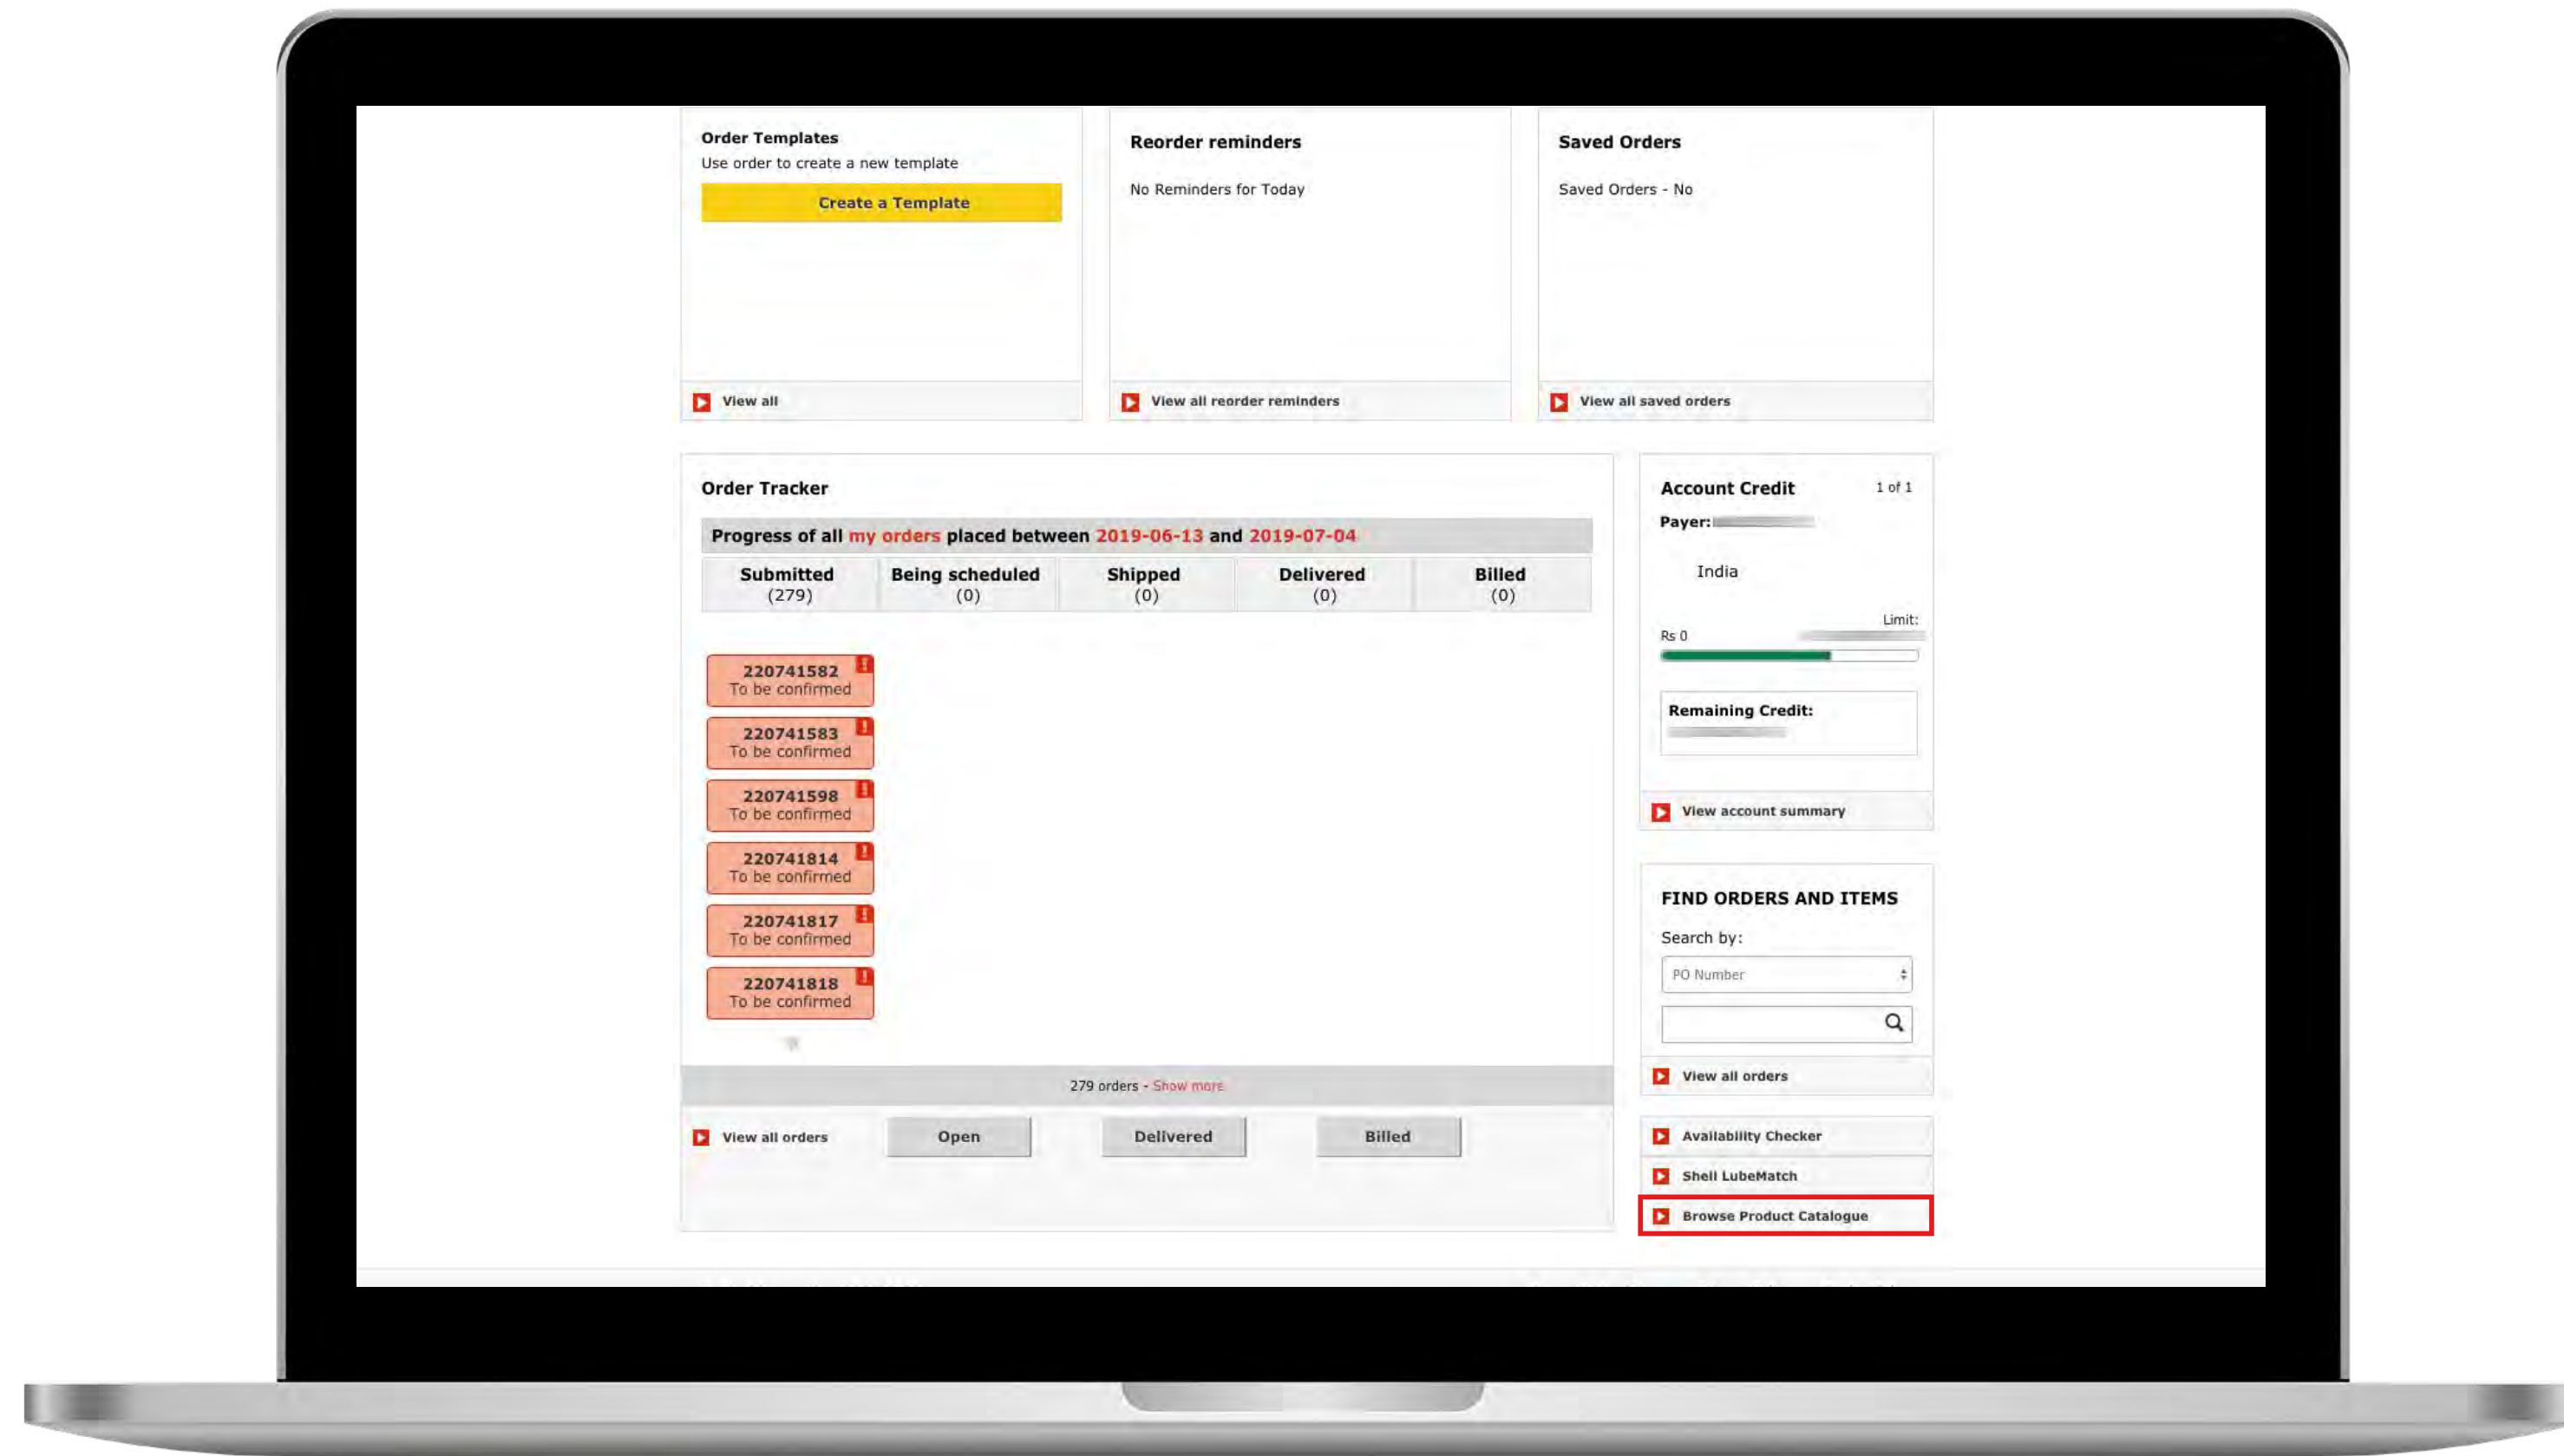 Order Templates
Use order to create a new template
Create a Template
View all
Reorder reminders
No Reminders for Today
View all reorder reminders
Saved Orders
Saved Orders - No
View all saved orders
Order Tracker
Progress of all my orders placed between 2019-06-13 and 2019-07-04
Submitted Being scheduled Shipped Delivered Billed
(279) (0) (0) (0) (0)
220741582
To be confirmed
220741583
To be confirmed
220741598
To be confirmed
220741814
To be confirmed
220741817
To be confirmed
220741818
To be confirmed
279 orders - Show more
View all orders Open Delivered Billed
Account Credit 1 of 1
Payer:
India
Limit:
Rs 0
Remaining Credit:
View account summary
FIND ORDERS AND ITEMS
Search by:
PO Number
View all orders
Availability Checker
Shell LubeMatch
Browse Product Catalogue